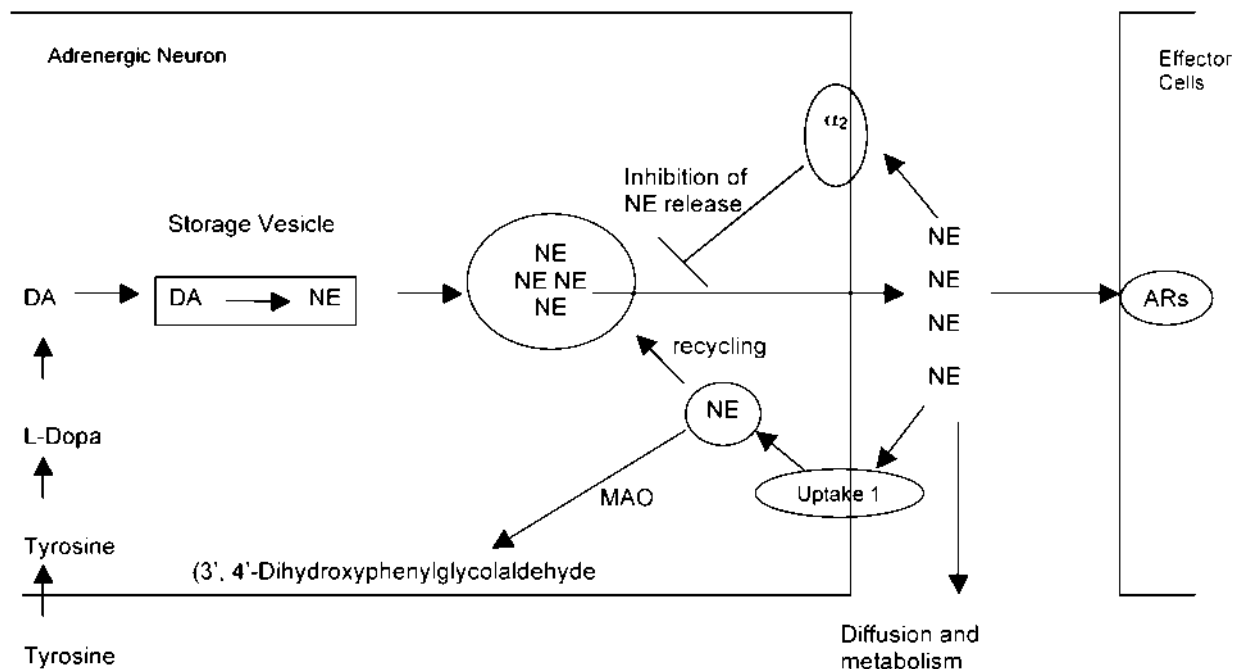 Adrenergic Neuron
Effector
Cells
α2
Inhibition of
NE release
Storage Vesicle
NE
NE
NE NE
NE
DA
DA
NE
NE
ARs
NE
recycling
NE
NE
L-Dopa
Uptake 1
MAO
Tyrosine
(3', 4'-Dihydroxyphenylglycolaldehyde
Diffusion and
metabolism
Tyrosine